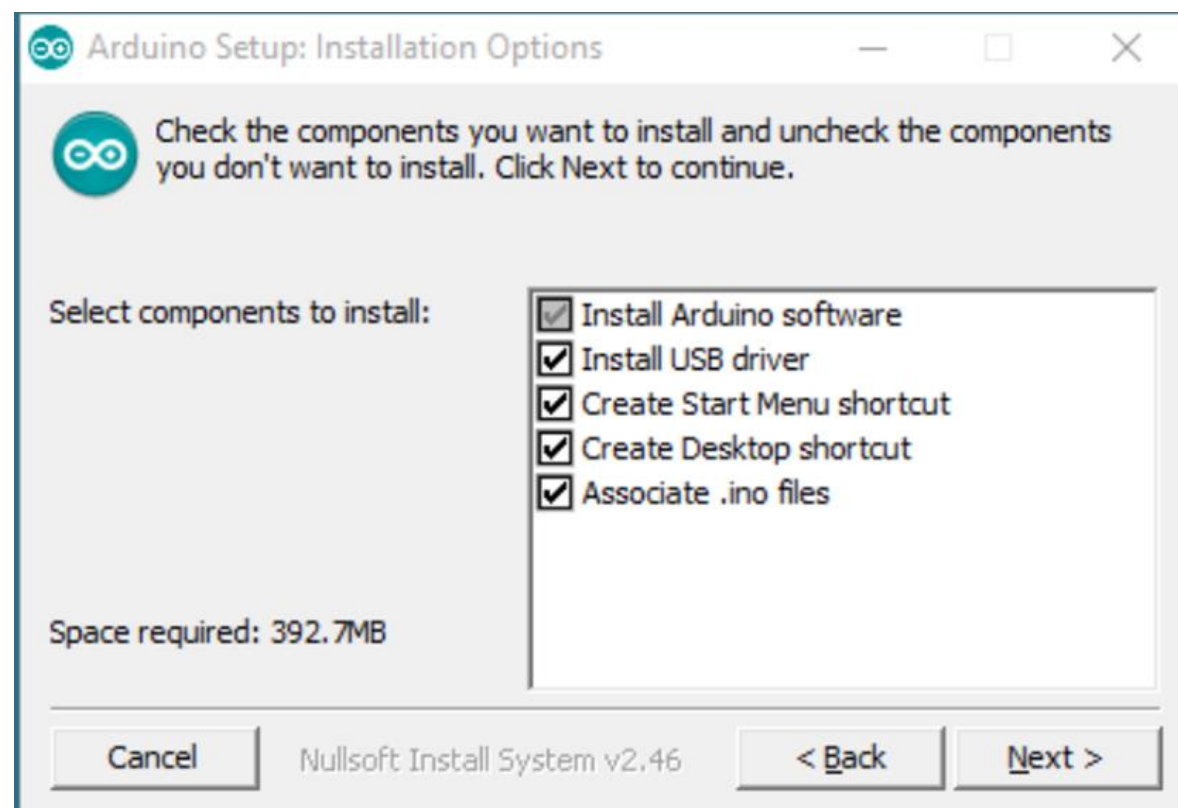 Arduino Setup: Installation Options
Check the components you want to install and uncheck the components
you don't want to install. Click Next to continue.
Select components to install:
Install Arduino software
Install USB driver
Create Start Menu shortcut
Create Desktop shortcut
Associate .ino files
Space required: 392.7MB
Cancel
Nullsoft Install System v2.46
< Back
Next >